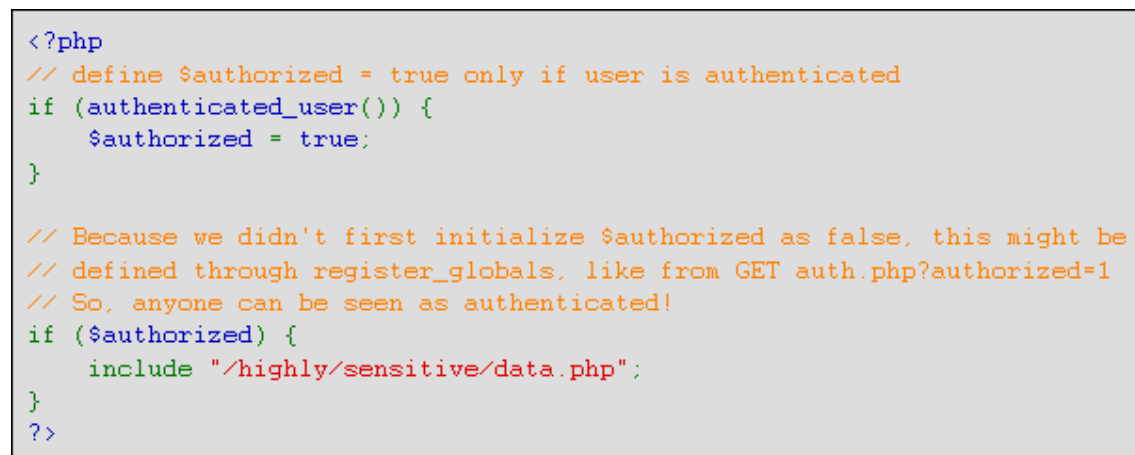 <?php
// define $authorized = true only if user is authenticated
if (authenticated_user()) {
    $authorized = true;
}

// Because we didn't first initialize $authorized as false, this might be
// defined through register_globals, like from GET auth.php?authorized=1
// So, anyone can be seen as authenticated!
if ($authorized) {
    include "/highly/sensitive/data.php";
}
?>